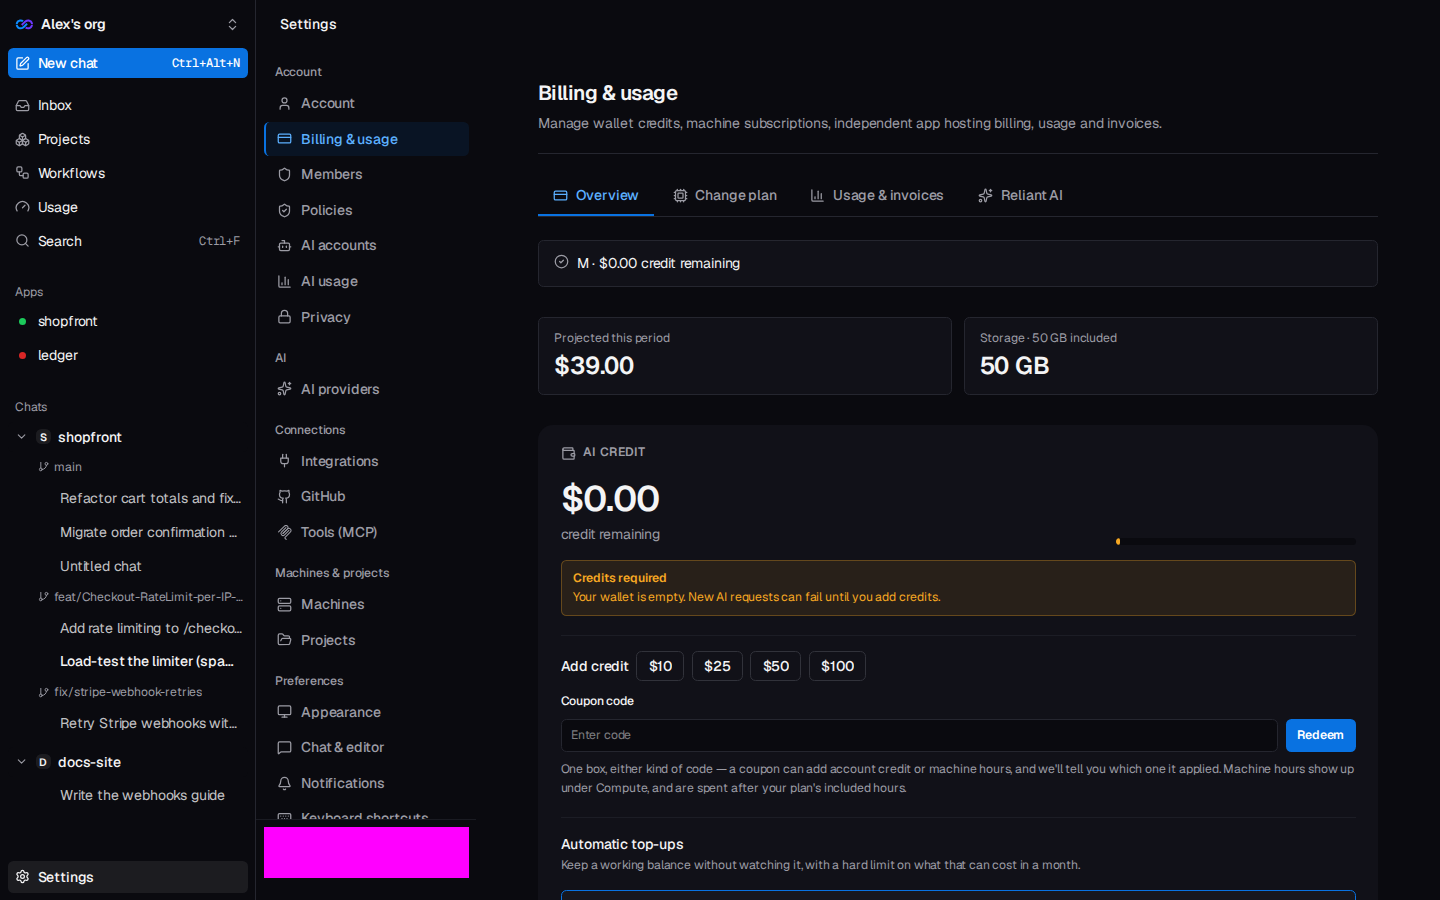 Alex's org
New chat
Ctrl+Alt+N
Inbox
Projects
Workflows
Usage
Search
Ctrl+F
Apps
shopfront
ledger
Chats
S shopfront
main
Refactor cart totals and fix...
Migrate order confirmation ...
Untitled chat
feat/Checkout-RateLimit-per-IP-...
Add rate limiting to /checko...
Load-test the limiter (spa...
fix/stripe-webhook-retries
Retry Stripe webhooks wit...
D docs-site
Write the webhooks guide
Settings
Settings
Account
Account
Billing & usage
Members
Policies
AI accounts
AI usage
Privacy
AI
AI providers
Connections
Integrations
GitHub
Tools (MCP)
Machines & projects
Machines
Projects
Preferences
Appearance
Chat & editor
Notifications
Keyboard shortcuts
Billing & usage
Manage wallet credits, machine subscriptions, independent app hosting billing, usage and invoices.
Overview
Change plan
Usage & invoices
Reliant AI
M · $0.00 credit remaining
Projected this period
$39.00
Storage · 50 GB included
50 GB
AI CREDIT
$0.00
credit remaining
Credits required
Your wallet is empty. New AI requests can fail until you add credits.
Add credit
$10
$25
$50
$100
Coupon code
Enter code
Redeem
One box, either kind of code — a coupon can add account credit or machine hours, and we'll tell you which one it applied. Machine hours show up
under Compute, and are spent after your plan's included hours.
Automatic top-ups
Keep a working balance without watching it, with a hard limit on what that can cost in a month.